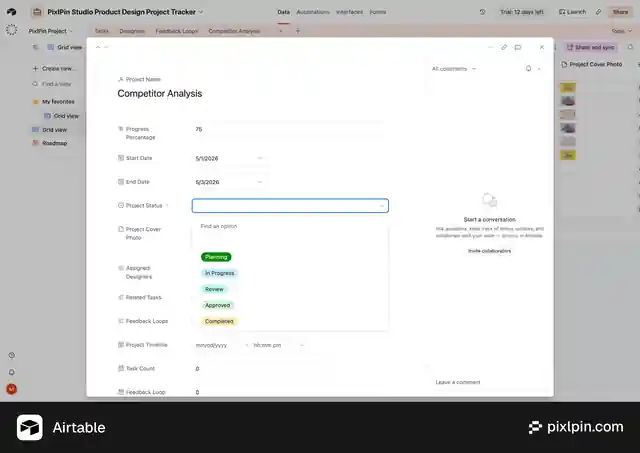 PixlPin Studio Product Design Project Tracker
Data
Automations
Interfaces
Forms
Trial: 12 days left
Launch
Share
PixlPin Project
Tasks
Designers
Feedback Loops
Competitor Analysis
Tools
Grid view
Share and sync
Create new...
Find a view
My favorites
Grid view
Grid view
Roadmap
Project Cover Photo
Project Name
Competitor Analysis
All comments
Progress Percentage
75
Start Date
5/1/2026
End Date
Project Status
Find an option
Planning
In Progress
Review
Approved
Completed
Project Cover Photo
Assigned Designers
Related Tasks
Feedback Loops
Project Timeline
mm/dd/yyyy
hh:mm pm
Task Count
0
Feedback Loop
0
Start a conversation
Invite collaborators
Leave a comment
Airtable
pixlpin.com